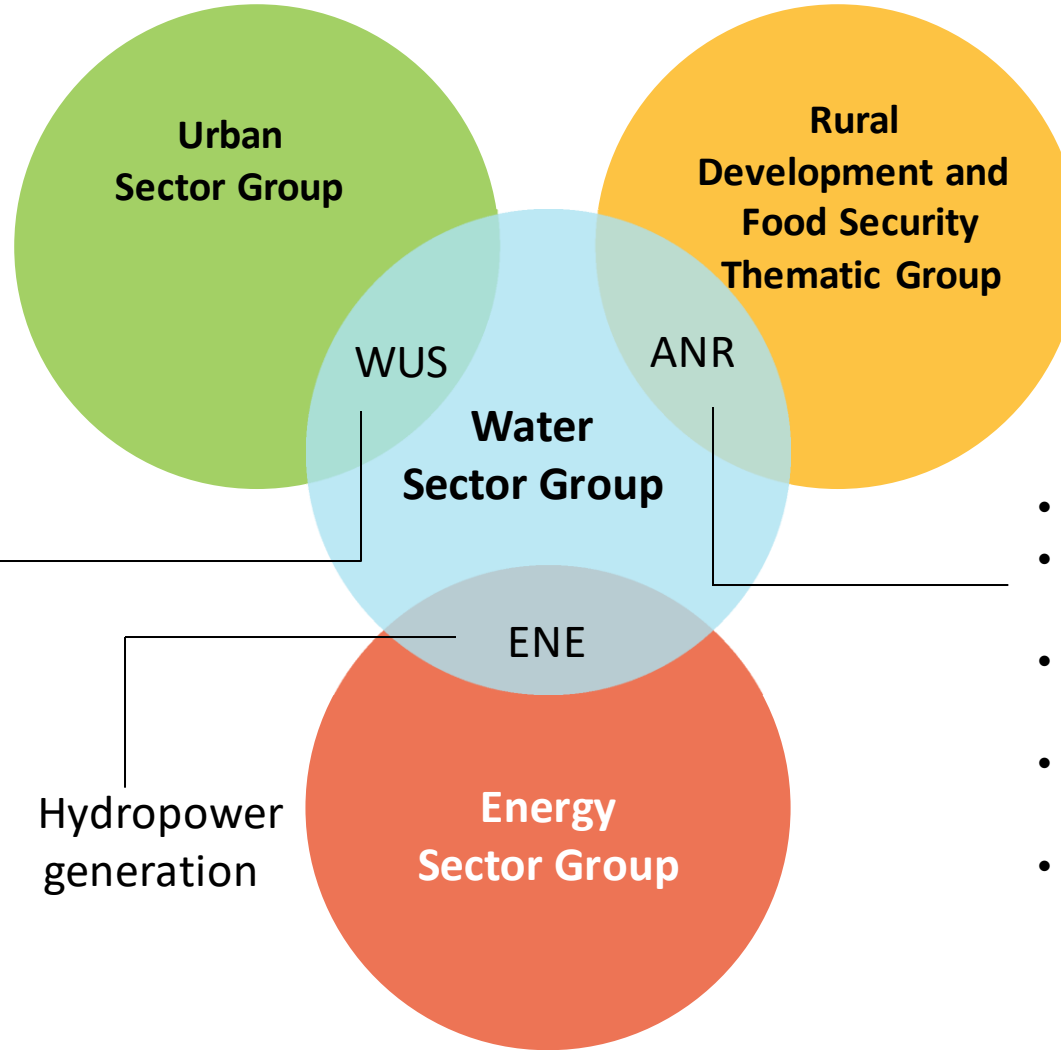 Urban
Sector Group
Rural
Development and
Food Security
Thematic Group
WUS
ANR
Water
Sector Group
•
•
ENE
•
•
Hydropower
generation
Energy
Sector Group
•